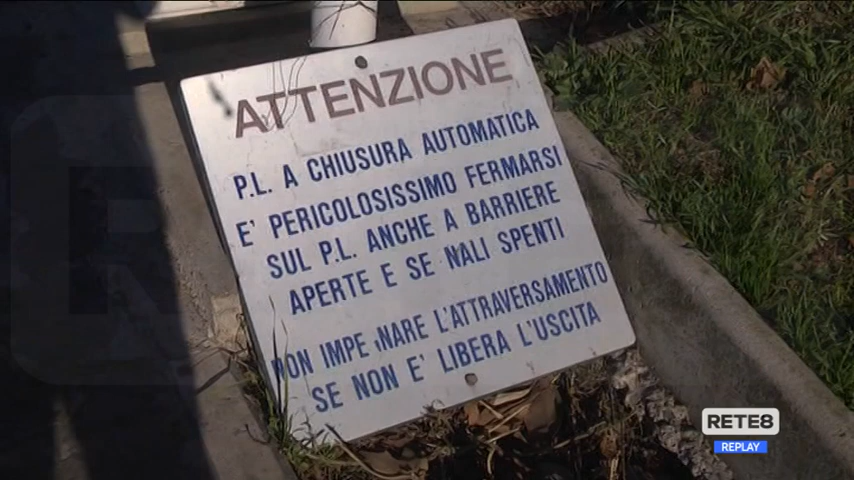 ATTENZIONE
P.L. A CHIUSURA AUTOMATICA
E' PERICOLOSISSIMO FERMARSI
SUL P.L. ANCHE A BARRIERE
APERTE E SE NALI SPENTI
NON IMPE NARE L'ATTRAVERSAMENTO
SE NON E' LIBERA L'USCITA
RETE8
REPLAY